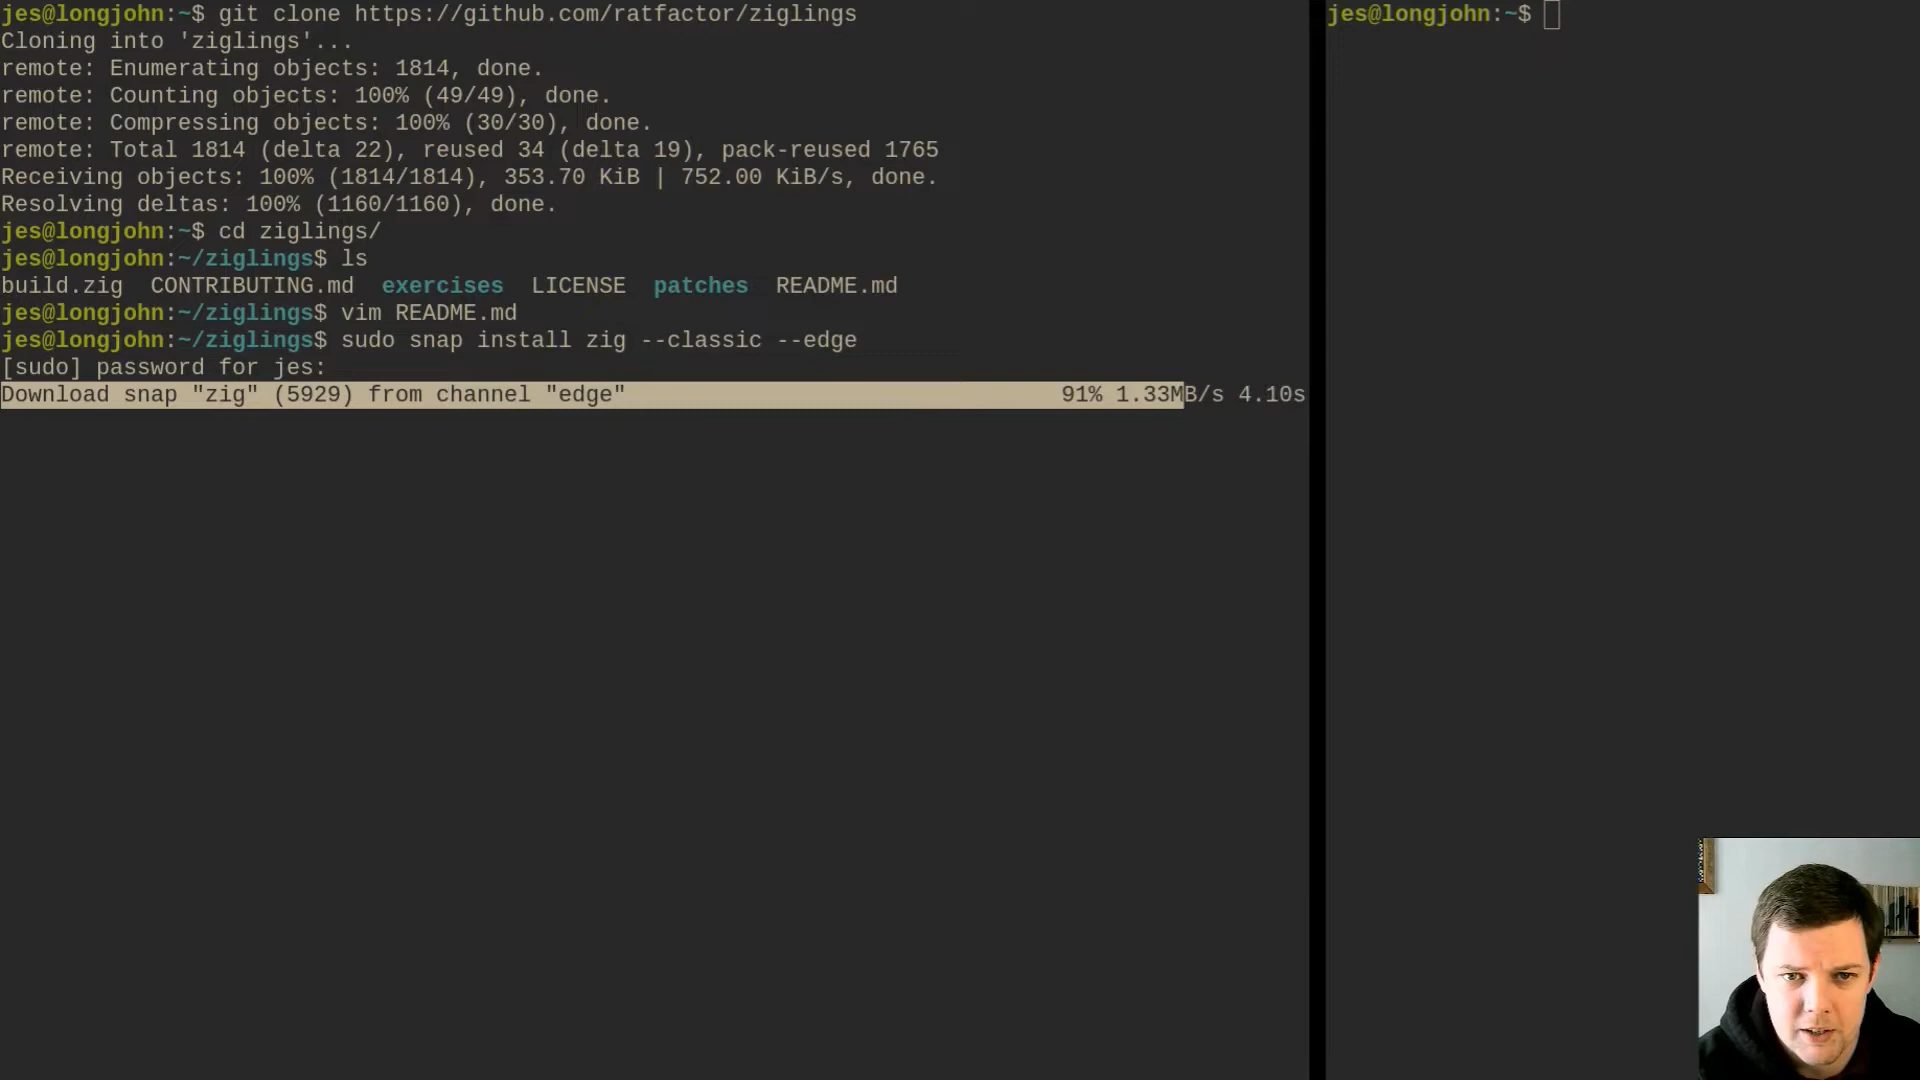 jes@longjohn:~$ git clone https://github.com/ratfactor/ziglings
Cloning into 'ziglings'...
remote: Enumerating objects: 1814, done.
remote: Counting objects: 100% (49/49), done.
remote: Compressing objects: 100% (30/30), done.
remote: Total 1814 (delta 22), reused 34 (delta 19), pack-reused 1765
Receiving objects: 100% (1814/1814), 353.70 KiB | 752.00 KiB/s, done.
Resolving deltas: 100% (1160/1160), done.
jes@longjohn:~$ cd ziglings/
jes@longjohn:~/ziglings$ ls
build.zig  CONTRIBUTING.md  exercises  LICENSE  patches  README.md
jes@longjohn:~/ziglings$ vim README.md
jes@longjohn:~/ziglings$ sudo snap install zig --classic --edge
[sudo] password for jes:
Download snap "zig" (5929) from channel "edge" 91% 1.33MB/s 4.10s
jes@longjohn:~$